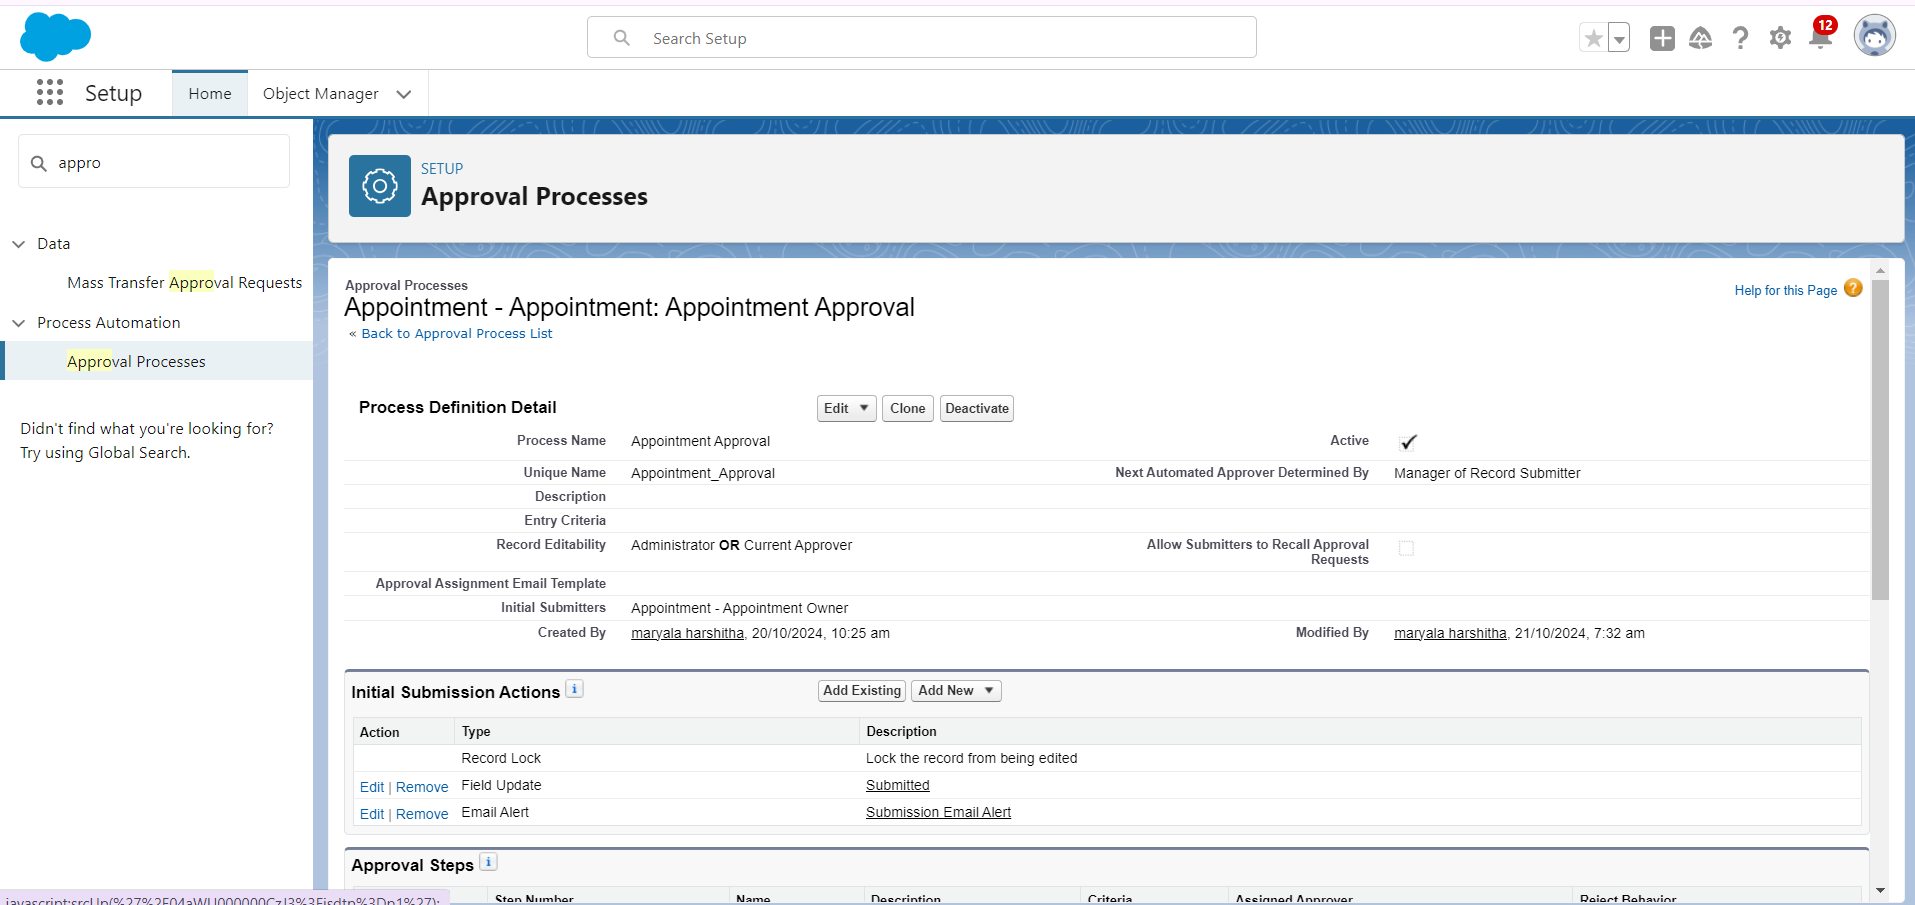 Search Setup
12
Setup
Home
Object Manager
appro
Data
Mass Transfer Approval Requests
Process Automation
Approval Processes
Didn't find what you're looking for?
Try using Global Search.
SETUP
Approval Processes
Approval Processes
Appointment - Appointment: Appointment Approval
« Back to Approval Process List
Help for this Page ?
Process Definition Detail Edit Clone Deactivate
Process Name Appointment Approval Active
Unique Name Appointment_Approval Next Automated Approver Determined By Manager of Record Submitter
Description
Entry Criteria
Record Editability Administrator OR Current Approver Allow Submitters to Recall Approval
Requests
Approval Assignment Email Template
Initial Submitters Appointment - Appointment Owner
Created By maryala harshitha, 20/10/2024, 10:25 am Modified By maryala harshitha, 21/10/2024, 7:32 am
Initial Submission Actions i Add Existing Add New
Action Type Description
Record Lock Lock the record from being edited
Edit | Remove Field Update Submitted
Edit | Remove Email Alert Submission Email Alert
Approval Steps i
Step Number Name Description Criteria Assigned Approver Reject Behavior